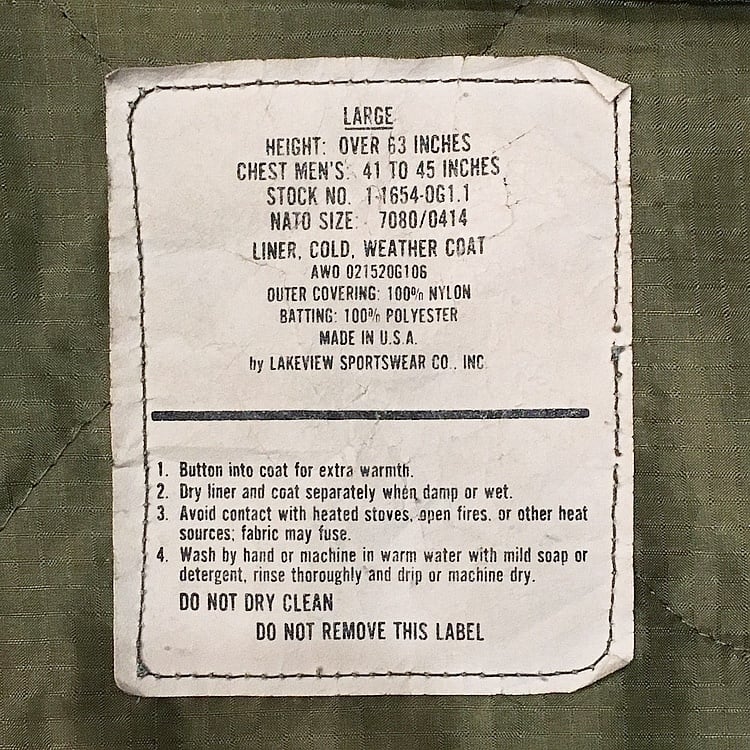 LARGE
HEIGHT: OVER 63 INCHES
CHEST MEN'S: 41 TO 45 INCHES
STOCK NO. 1-1654-0G1.1
NATO SIZE: 7080/0414
LINER, COLD, WEATHER COAT
AWO 021520G106
OUTER COVERING: 100% NYLON
BATTING: 100% POLYESTER
MADE IN U.S.A.
by LAKEVIEW SPORTSWEAR CO., INC
1. Button into coat for extra warmth.
2. Dry liner and coat separately when damp or wet.
3. Avoid contact with heated stoves, open fires. or other heat
sources; fabric may fuse.
4. Wash by hand or machine in warm water with mild soap or
detergent, rinse thoroughly and drip or machine dry.
DO NOT DRY CLEAN
DO NOT REMOVE THIS LABEL